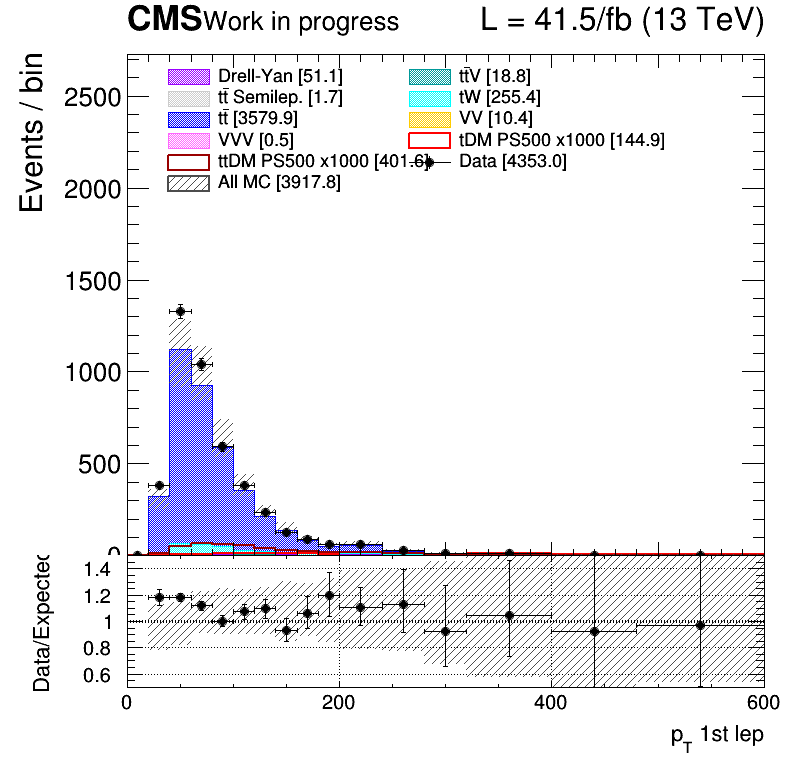 CMS Work in progress L = 41.5/fb (13 TeV)
Events / bin
2500
2000
1500
1000
500
0
Drell-Yan [51.1]
tt̄ Semilep. [1.7]
tt̄ [3579.9]
VVV [0.5]
ttDM PS500 x1000 [401.6]
All MC [3917.8]
tt̄V [18.8]
tW [255.4]
VV [10.4]
tDM PS500 x1000 [144.9]
Data [4353.0]
Data/Expected
1.4
1.2
1
0.8
0.6
0 200 400 600
p_T 1st lep